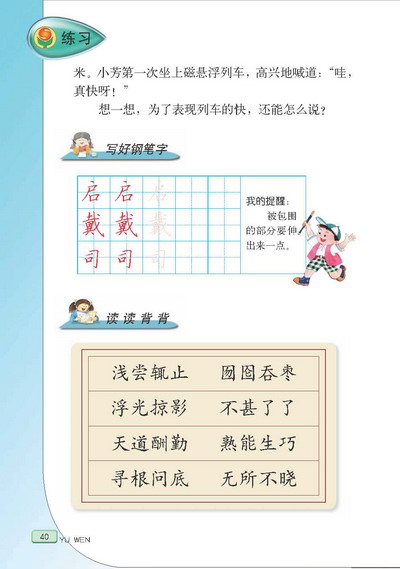 练习
米。小芳第一次坐上磁悬浮列车，高兴地喊道：“哇，
真快呀！”
想一想，为了表现列车的快，还能怎么说？
写好钢笔字
启 启 启
戴 戴 戴
司 司 司
我的提醒：
被包围
的部分要伸
出来一点。
读读背背
浅尝辄止 囫囵吞枣
浮光掠影 不甚了了
天道酬勤 熟能生巧
寻根问底 无所不晓
40 YU WEN